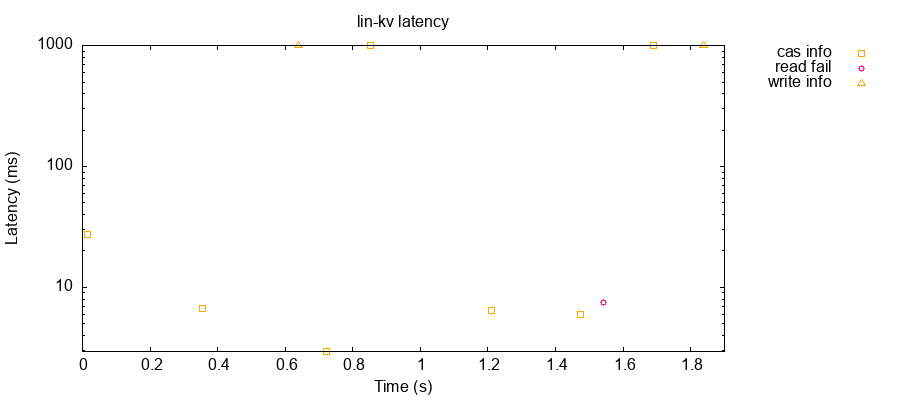 lin-kv latency
1000
100
10
Latency (ms)
0 0.2 0.4 0.6 0.8 1 1.2 1.4 1.6 1.8
Time (s)
cas info
read fail
write info